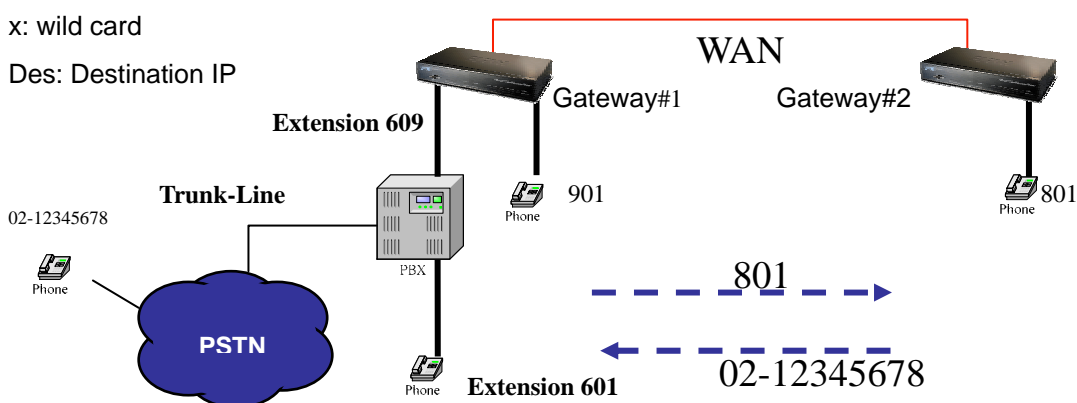 x: wild card
Des: Destination IP
WAN
Gateway#1
Gateway#2
Extension 609
Trunk-Line
901
Phone
801
Phone
02-12345678
Phone
PBX
801
PSTN
02-12345678
Phone
Extension 601